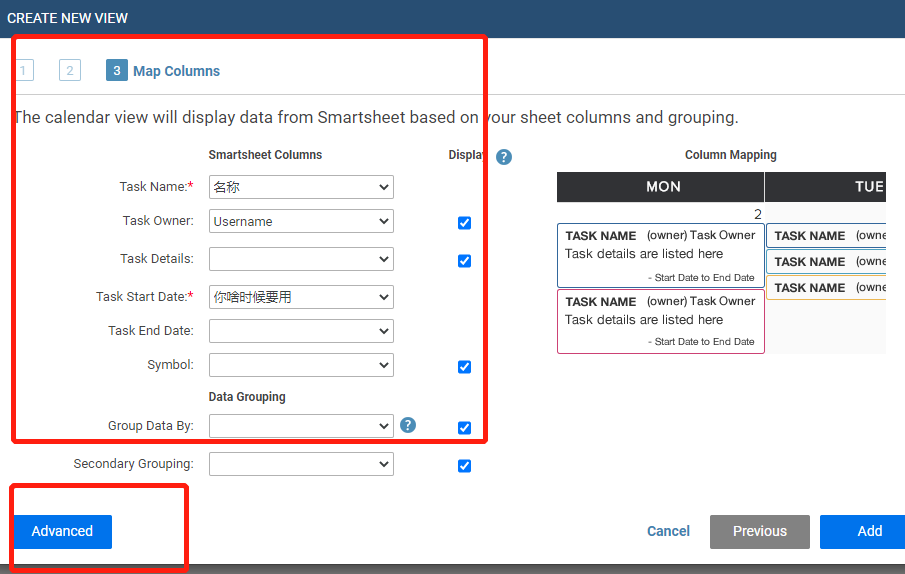 CREATE NEW VIEW
1 2 3 Map Columns
The calendar view will display data from Smartsheet based on your sheet columns and grouping.
Smartsheet Columns Display ? Column Mapping
Task Name:* 名称
Task Owner: Username
Task Details:
Task Start Date:* 你啥时候要用
Task End Date:
Symbol:
Data Grouping
Group Data By: ?
Secondary Grouping:
MON TUE
2
TASK NAME (owner) Task Owner
Task details are listed here
- Start Date to End Date
TASK NAME (owner) Task Owner
Task details are listed here
- Start Date to End Date
TASK NAME (owne
TASK NAME (owne
TASK NAME (owne
Advanced Cancel Previous Add